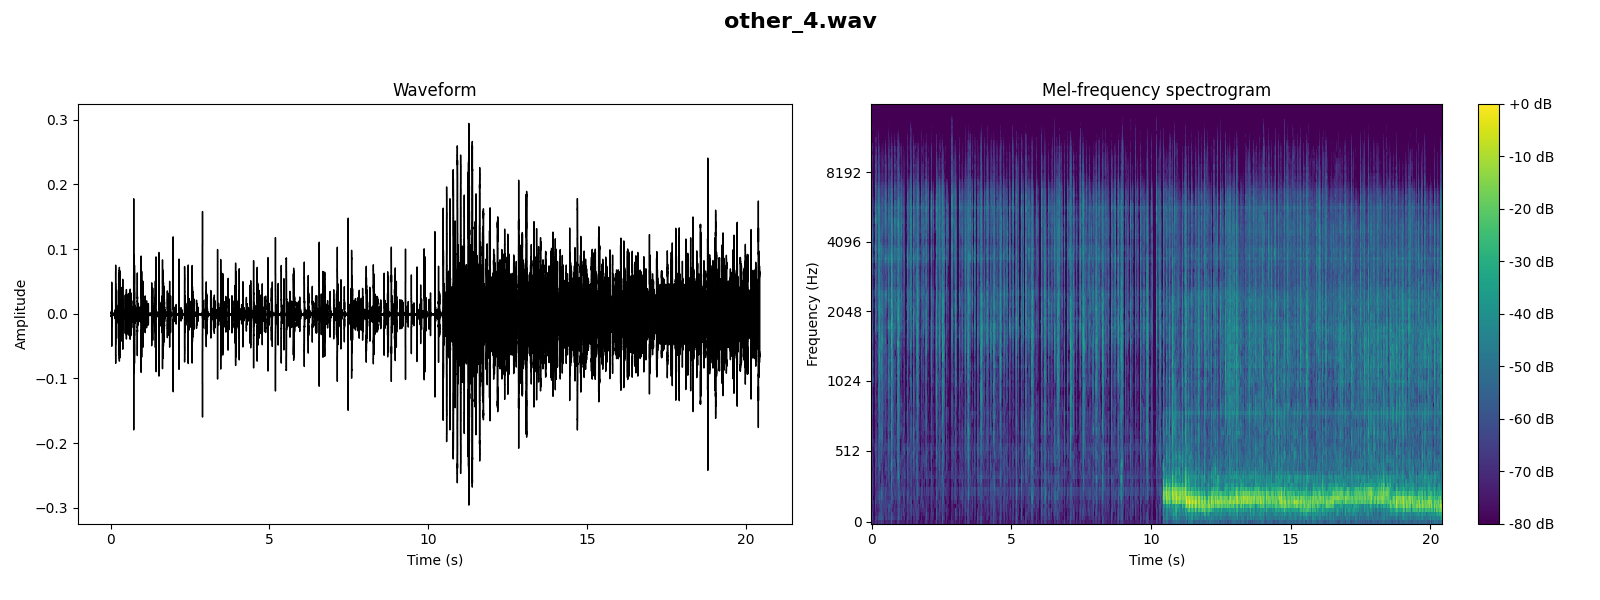 other_4.wav
Waveform
Mel-frequency spectrogram
Amplitude
0.3
0.2
0.1
0.0
−0.1
−0.2
−0.3
0 5 10 15 20
Time (s)
Frequency (Hz)
8192
4096
2048
1024
512
0
0 5 10 15 20
Time (s)
+0 dB
-10 dB
-20 dB
-30 dB
-40 dB
-50 dB
-60 dB
-70 dB
-80 dB